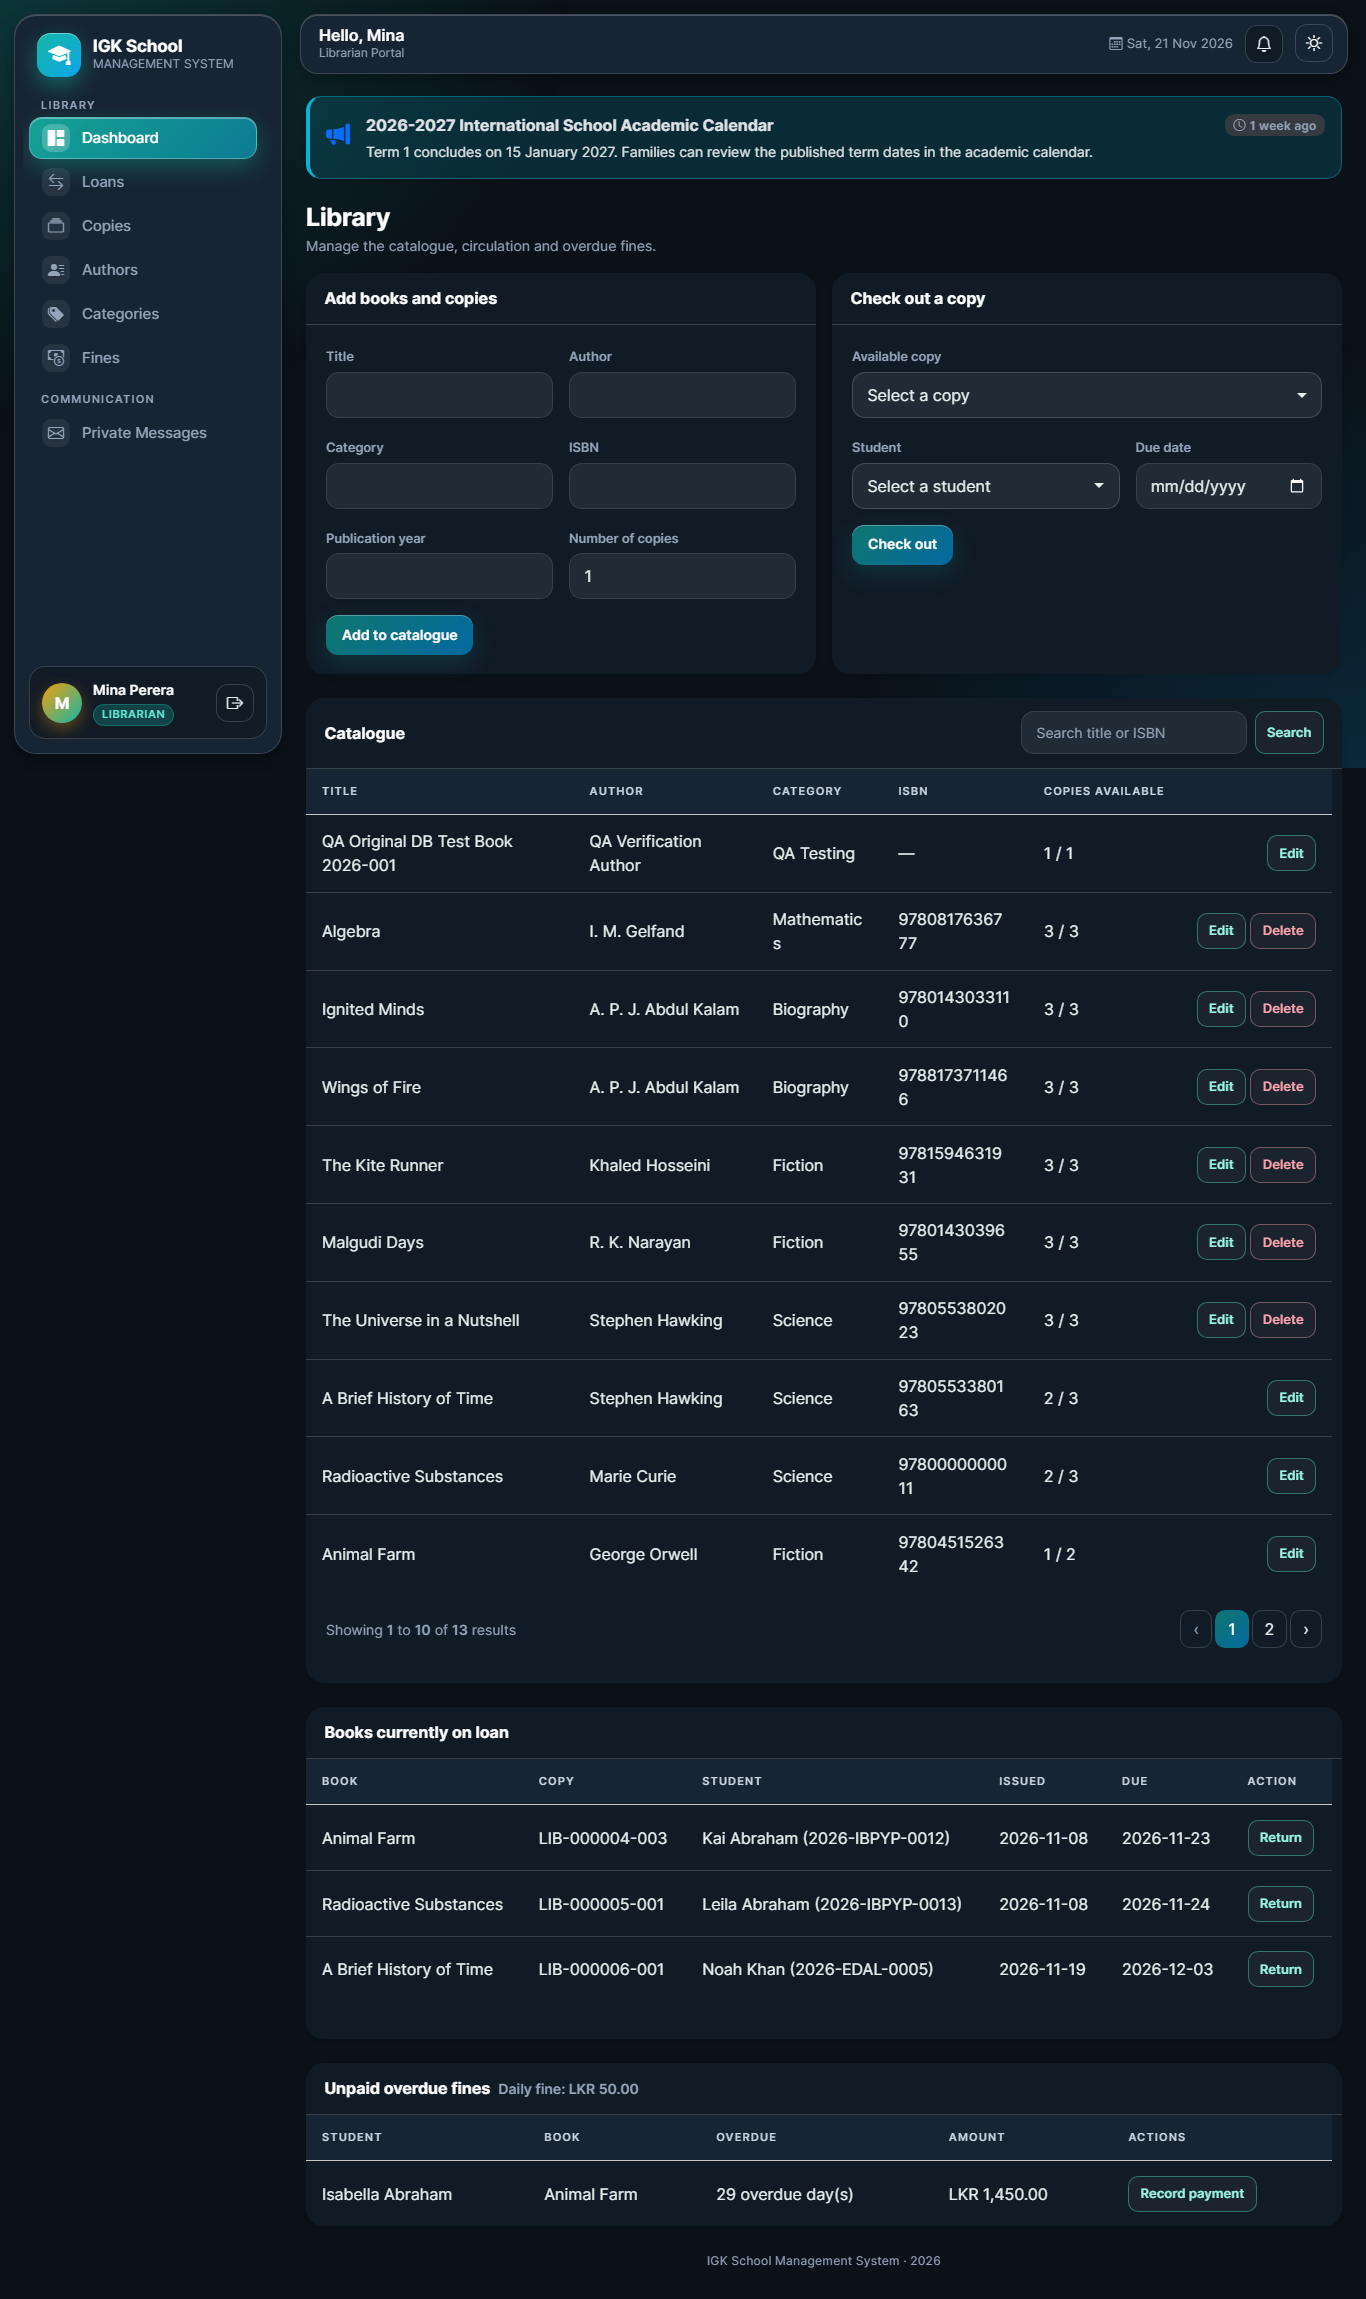 IGK School
MANAGEMENT SYSTEM
LIBRARY
Dashboard
Loans
Copies
Authors
Categories
Fines
COMMUNICATION
Private Messages
M
Mina Perera
LIBRARIAN
Hello, Mina
Librarian Portal
Sat, 21 Nov 2026
2026-2027 International School Academic Calendar
1 week ago
Term 1 concludes on 15 January 2027. Families can review the published term dates in the academic calendar.
Library
Manage the catalogue, circulation and overdue fines.
Add books and copies
Title
Author
Category
ISBN
Publication year
Number of copies
1
Add to catalogue
Check out a copy
Available copy
Select a copy
Student
Due date
Select a student
mm/dd/yyyy
Check out
Catalogue
Search title or ISBN
Search
TITLE AUTHOR CATEGORY ISBN COPIES AVAILABLE
QA Original DB Test Book
2026-001
QA Verification
Author
QA Testing
—
1 / 1
Edit
Algebra
I. M. Gelfand
Mathematic
s
97808176367
77
3 / 3
Edit Delete
Ignited Minds
A. P. J. Abdul Kalam
Biography
978014303311
0
3 / 3
Edit Delete
Wings of Fire
A. P. J. Abdul Kalam
Biography
978817371146
6
3 / 3
Edit Delete
The Kite Runner
Khaled Hosseini
Fiction
97815946319
31
3 / 3
Edit Delete
Malgudi Days
R. K. Narayan
Fiction
97801430396
55
3 / 3
Edit Delete
The Universe in a Nutshell
Stephen Hawking
Science
97805538020
23
3 / 3
Edit Delete
A Brief History of Time
Stephen Hawking
Science
97805533801
63
2 / 3
Edit
Radioactive Substances
Marie Curie
Science
97800000000
11
2 / 3
Edit
Animal Farm
George Orwell
Fiction
97804515263
42
1 / 2
Edit
Showing 1 to 10 of 13 results
‹ 1 2 ›
Books currently on loan
BOOK COPY STUDENT ISSUED DUE ACTION
Animal Farm LIB-000004-003 Kai Abraham (2026-IBPYP-0012) 2026-11-08 2026-11-23 Return
Radioactive Substances LIB-000005-001 Leila Abraham (2026-IBPYP-0013) 2026-11-08 2026-11-24 Return
A Brief History of Time LIB-000006-001 Noah Khan (2026-EDAL-0005) 2026-11-19 2026-12-03 Return
Unpaid overdue fines Daily fine: LKR 50.00
STUDENT BOOK OVERDUE AMOUNT ACTIONS
Isabella Abraham Animal Farm 29 overdue day(s) LKR 1,450.00 Record payment
IGK School Management System · 2026